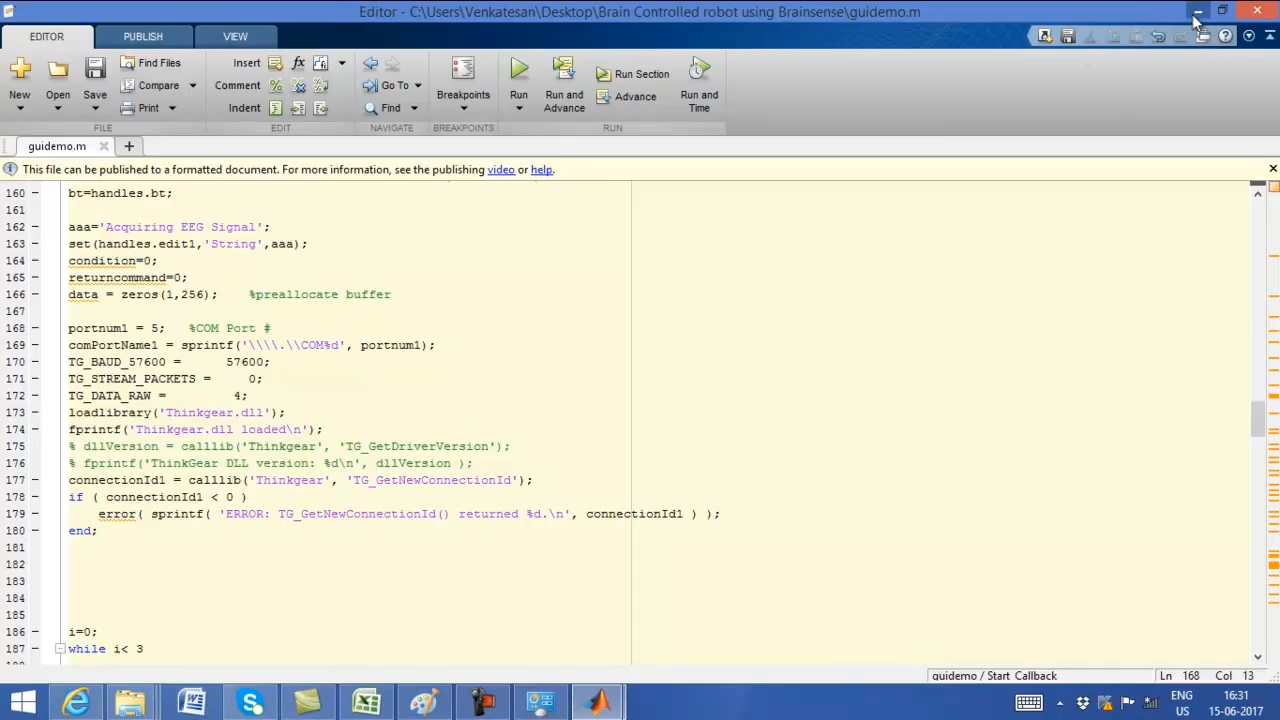 Editor - C:\Users\Venkatesan\Desktop\Brain Controlled robot using Brainsense\guidemo.m
EDITOR PUBLISH VIEW
New Open Save Find Files Compare Print FILE
Insert Comment Indent EDIT
Go To Find NAVIGATE
Breakpoints BREAKPOINTS
Run Run and Advance Run Section Advance Run and Time RUN
guidemo.m
This file can be published to a formatted document. For more information, see the publishing video or help.
160 bt=handles.bt;
161
162 aaa='Acquiring EEG Signal';
163 set(handles.edit1,'String',aaa);
164 condition=0;
165 returncommand=0;
166 data = zeros(1,256); %preallocate buffer
167
168 portnum1 = 5; %COM Port #
169 comPortName1 = sprintf('\\\\.\\COM%d', portnum1);
170 TG_BAUD_57600 = 57600;
171 TG_STREAM_PACKETS = 0;
172 TG_DATA_RAW = 4;
173 loadlibrary('Thinkgear.dll');
174 fprintf('Thinkgear.dll loaded\n');
175 % dllVersion = calllib('Thinkgear', 'TG_GetDriverVersion');
176 % fprintf('ThinkGear DLL version: %d\n', dllVersion );
177 connectionId1 = calllib('Thinkgear', 'TG_GetNewConnectionId');
178 if ( connectionId1 < 0 )
179 error( sprintf( 'ERROR: TG_GetNewConnectionId() returned %d.\n', connectionId1 ) );
180 end;
181
182
183
184
185
186 i=0;
187 while i< 3
guidemo / Start Callback Ln 168 Col 13
ENG US
16:31
15-06-2017